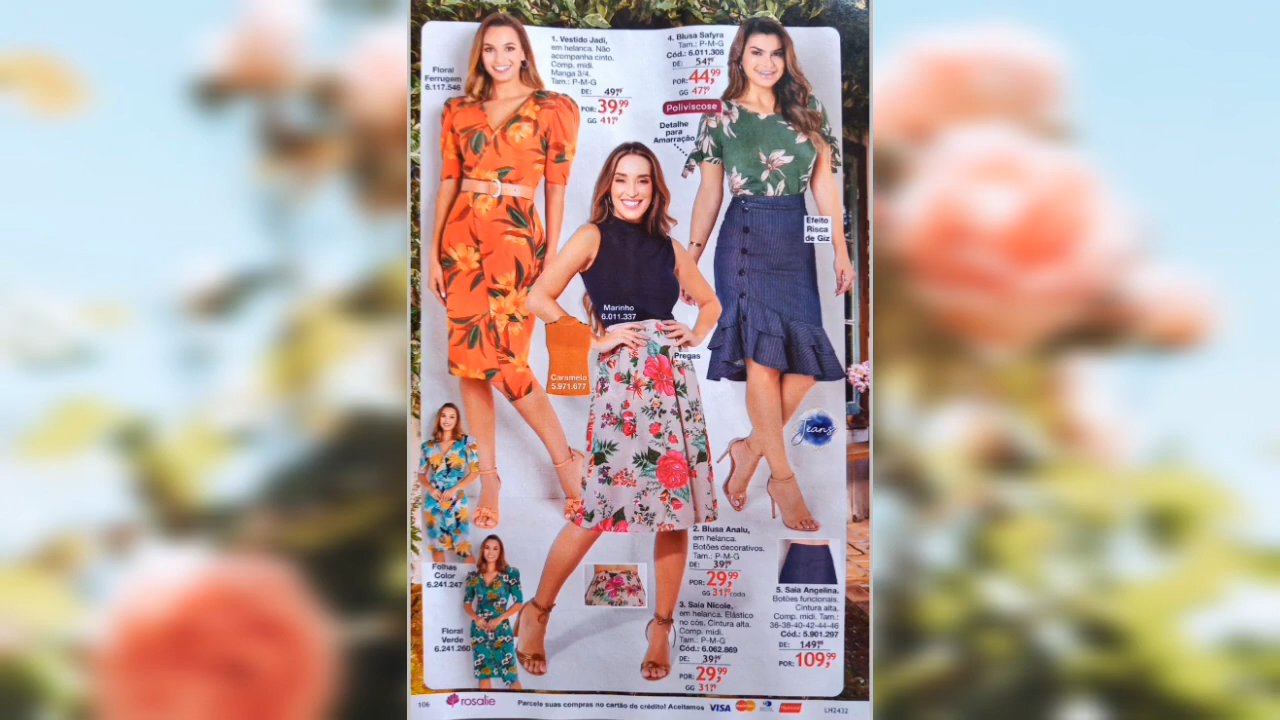 1. Vestido Jadi,
em helanca. Não
acompanha cinto.
Comp. midi.
Manga 3/4.
Tam.: P-M-G
DE: 49,99
POR: 39,99
GG 41,99
Floral
Ferrugem
6.117.548
4. Blusa Safyra
Tam.: P-M-G
Cód.: 6.011.308
DE: 54,99
POR: 44,99
GG 47,99
Poliviscose
Detalhe
para
Amarração
Efeito
Risca
de Giz
Marinho
6.011.337
Pregas
Caramelo
5.971.677
Jeans
Folhas
Color
6.241.247
Floral
Verde
6.241.260
2. Blusa Analu,
em helanca.
Botões decorativos.
Tam.: P-M-G
DE: 39,99
POR: 29,99
GG 31,99 cada
3. Saia Nicole,
em helanca. Elástico
no cós. Cintura alta.
Comp. midi.
Tam.: P-M-G
Cód.: 6.062.869
DE: 39,99
POR: 29,99
GG 31,99
5. Saia Angelina.
Botões funcionais.
Cintura alta.
Comp. midi. Tam.:
36-38-40-42-44-46
Cód.: 5.901.297
DE: 149,99
POR: 109,99
106
rosalie
Parcele suas compras no cartão de crédito! Aceitamos VISA
LH2432